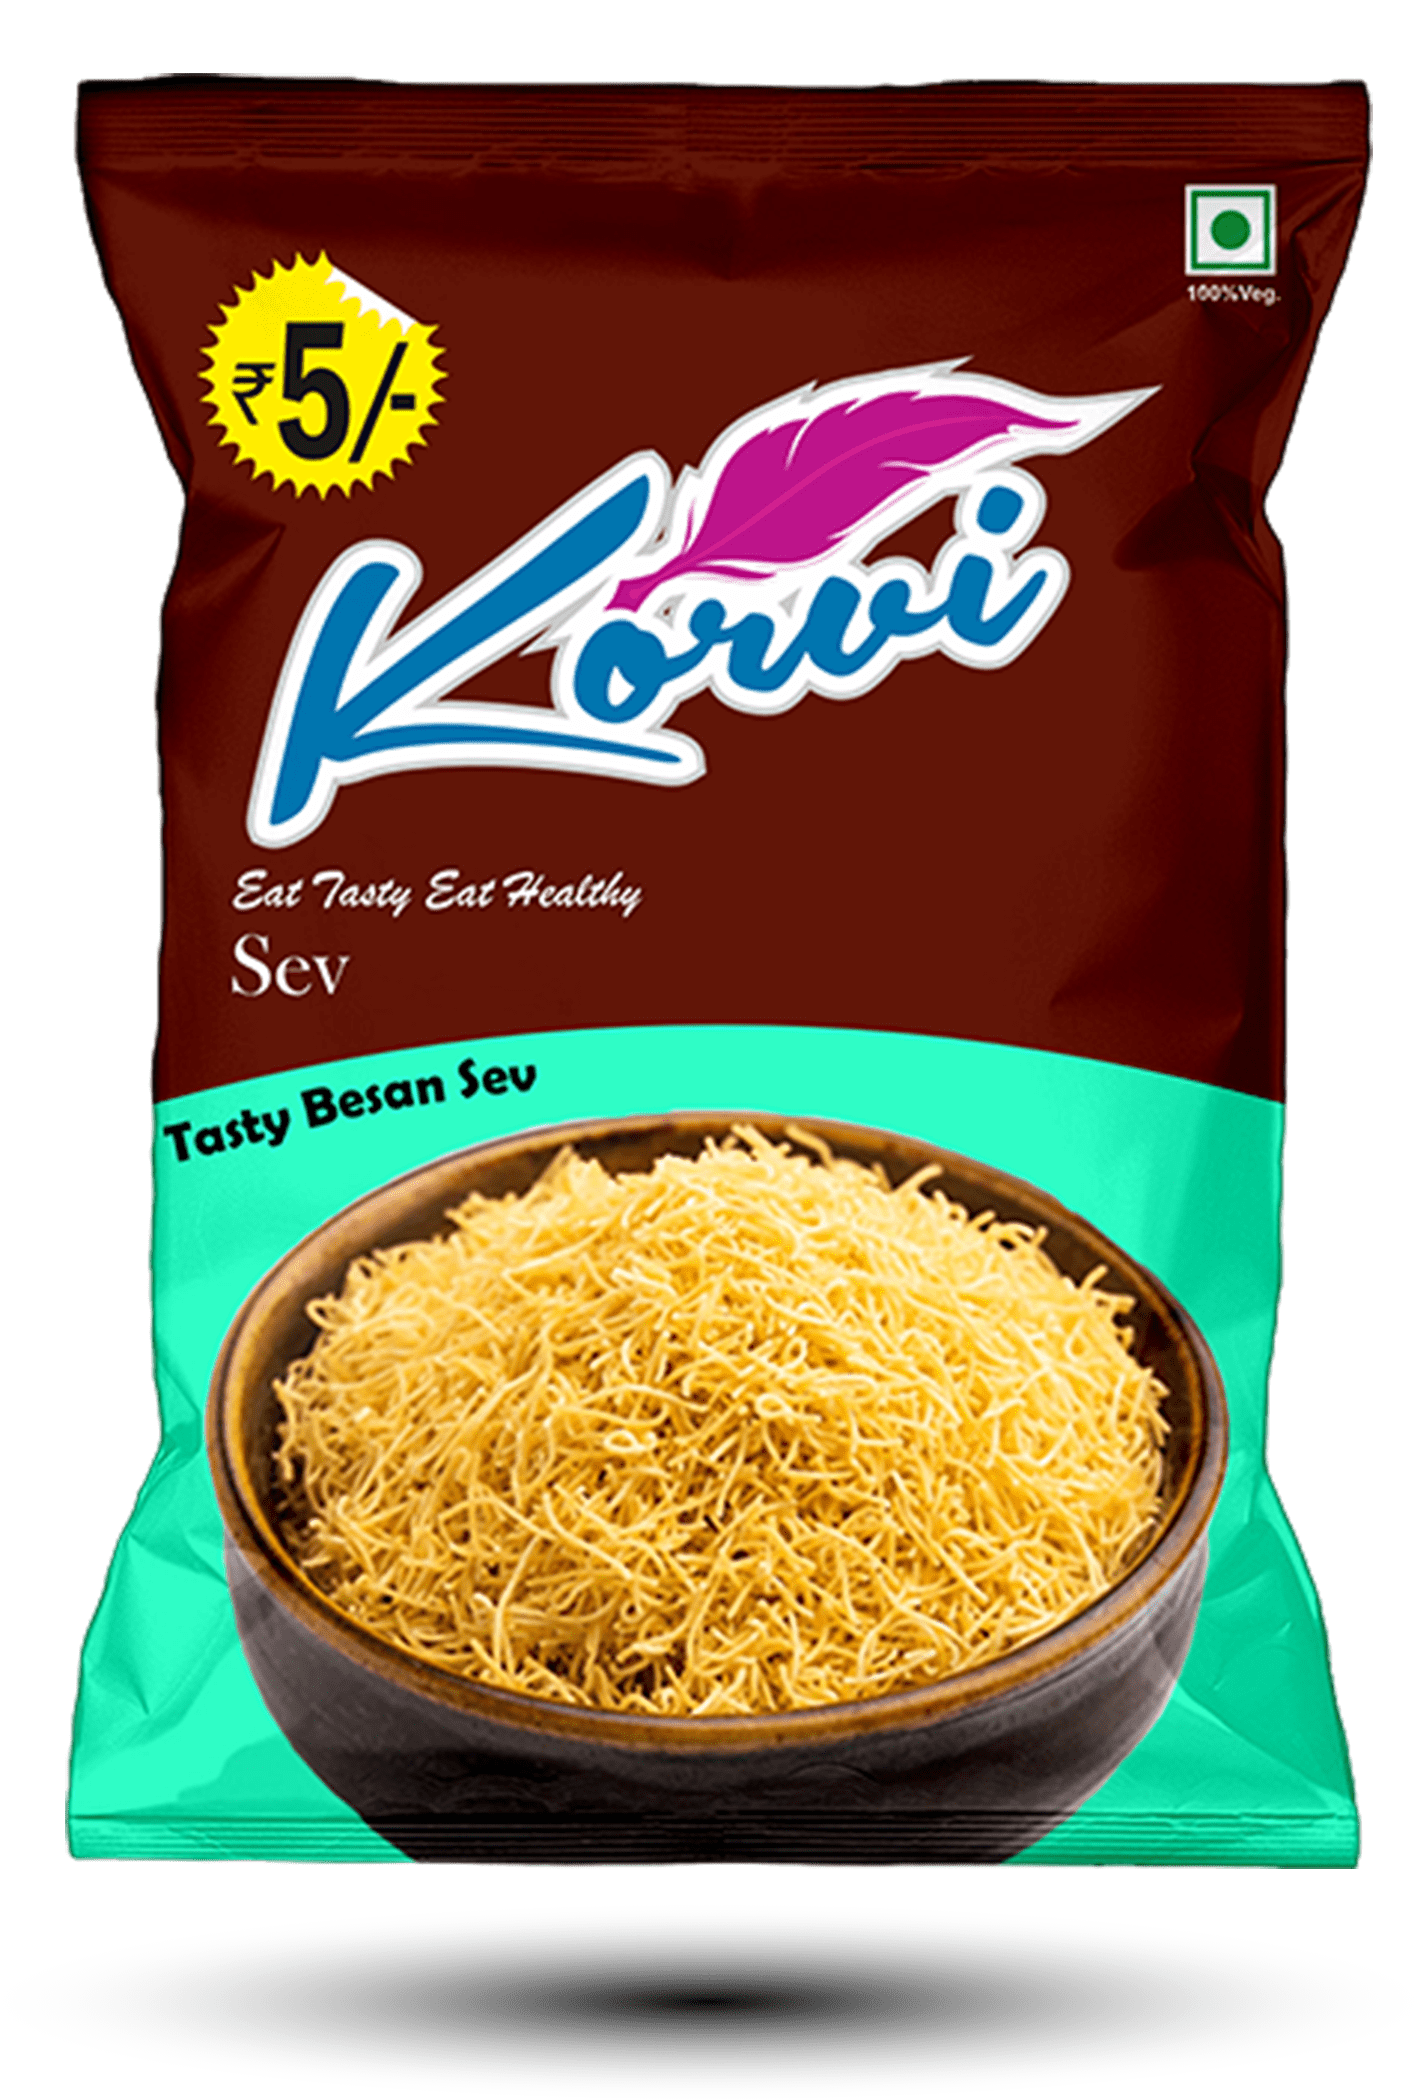 100%Veg.
₹5/-
Korvi
Eat Tasty Eat Healthy
Sev
Tasty Besan Sev